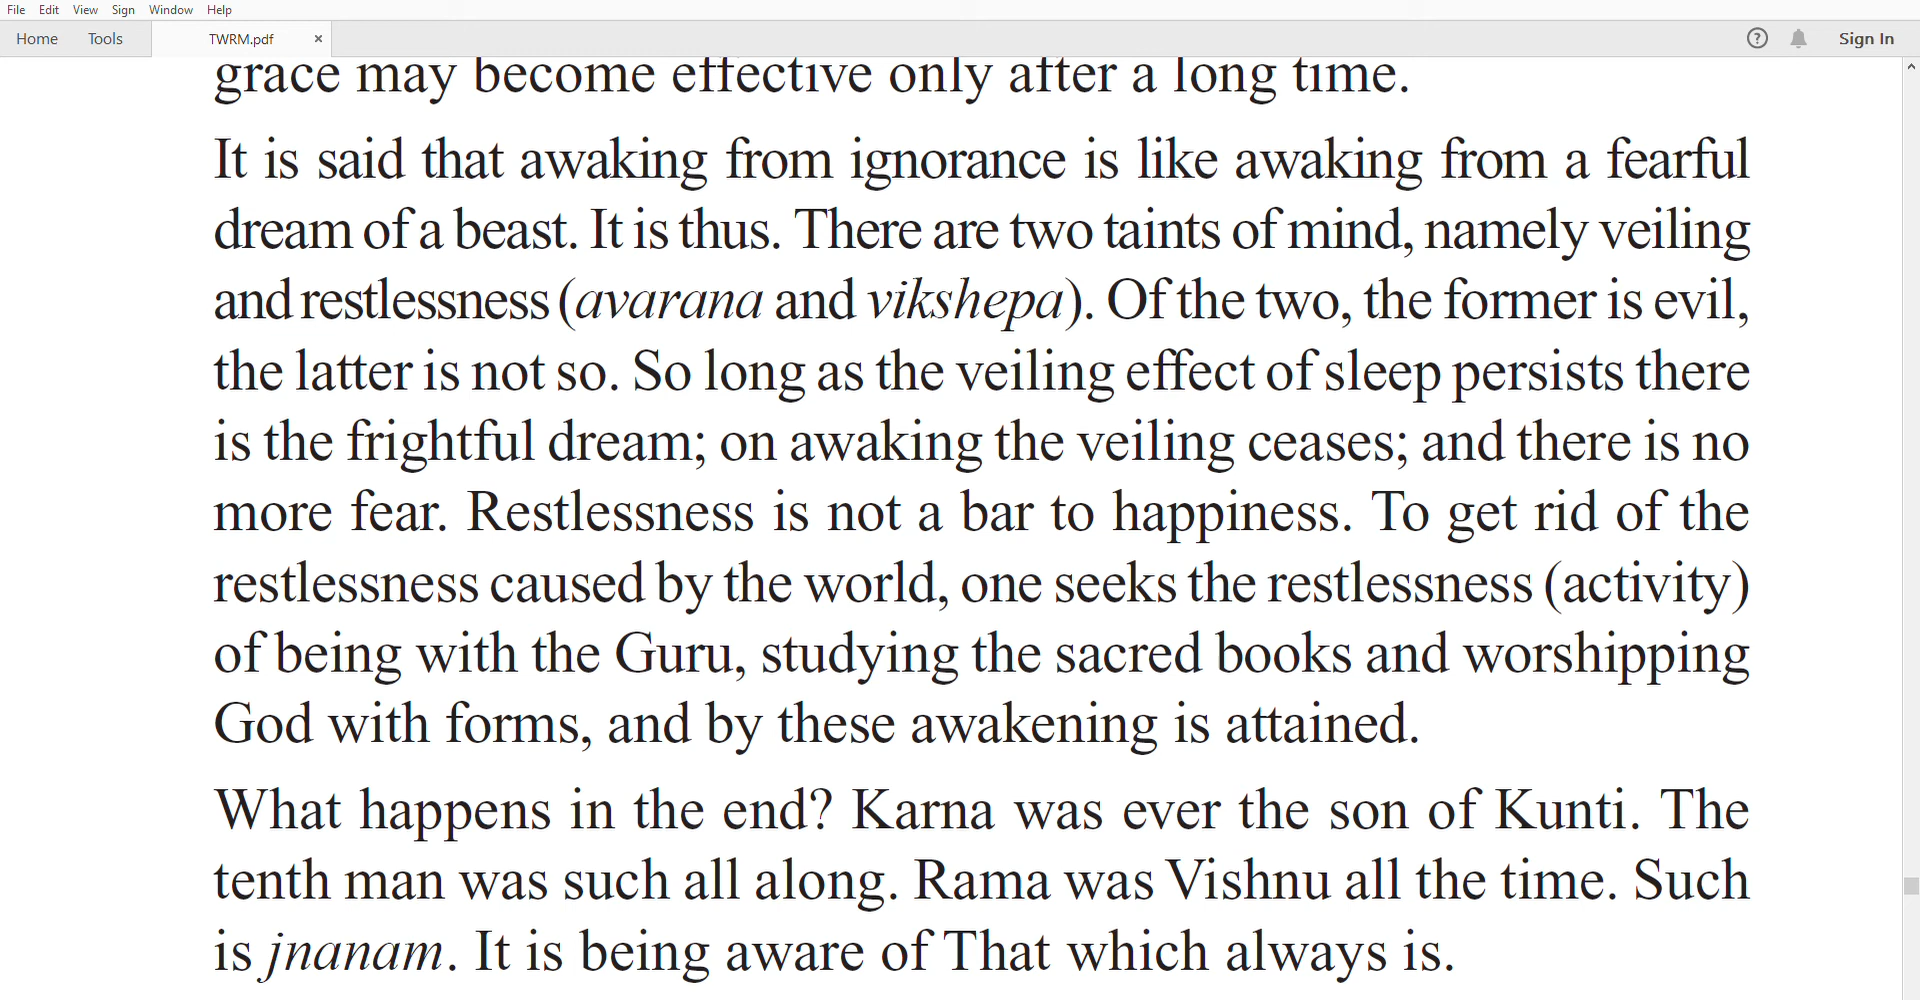 File Edit View Sign Window Help
Home Tools TWRM.pdf × ? Sign In
grace may become effective only after a long time.
It is said that awaking from ignorance is like awaking from a fearful
dream of a beast. It is thus. There are two taints of mind, namely veiling
and restlessness (avarana and vikshepa). Of the two, the former is evil,
the latter is not so. So long as the veiling effect of sleep persists there
is the frightful dream; on awaking the veiling ceases; and there is no
more fear. Restlessness is not a bar to happiness. To get rid of the
restlessness caused by the world, one seeks the restlessness (activity)
of being with the Guru, studying the sacred books and worshipping
God with forms, and by these awakening is attained.
What happens in the end? Karna was ever the son of Kunti. The
tenth man was such all along. Rama was Vishnu all the time. Such
is jnanam. It is being aware of That which always is.